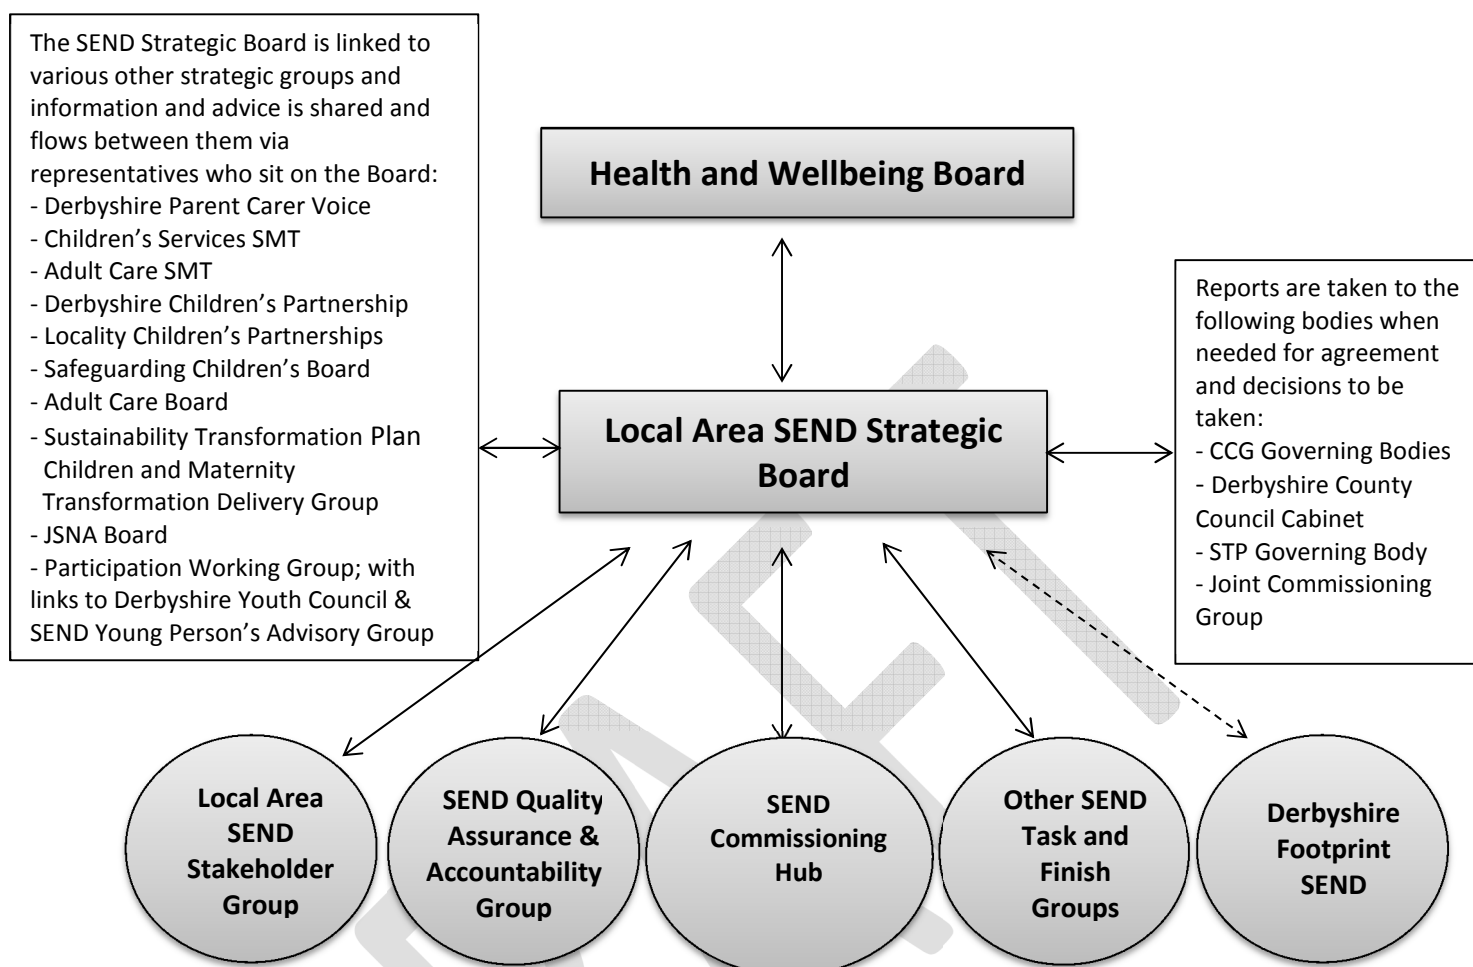 The SEND Strategic Board is linked to
various other strategic groups and
information and advice is shared and
flows between them via
representatives who sit on the Board:
- Derbyshire Parent Carer Voice
- Children’s Services SMT
- Adult Care SMT
- Derbyshire Children’s Partnership
- Locality Children’s Partnerships
- Safeguarding Children’s Board
- Adult Care Board
- Sustainability Transformation Plan
Children and Maternity
Transformation Delivery Group
- JSNA Board
- Participation Working Group; with
links to Derbyshire Youth Council &
SEND Young Person’s Advisory Group
Health and Wellbeing Board
Local Area SEND Strategic
Board
Reports are taken to the
following bodies when
needed for agreement
and decisions to be
taken:
- CCG Governing Bodies
- Derbyshire County
Council Cabinet
- STP Governing Body
- Joint Commissioning
Group
Local Area
SEND
Stakeholder
Group
SEND Quality
Assurance &
Accountability
Group
SEND
Commissioning
Hub
Other SEND
Task and
Finish
Groups
Derbyshire
Footprint
SEND